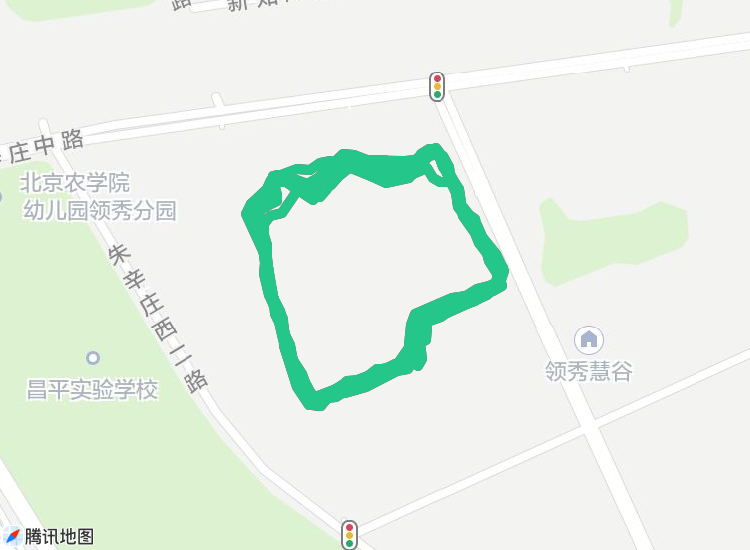 庄中路
北京农学院
幼儿园领秀分园
朱辛庄西二路
昌平实验学校
领秀慧谷
腾讯地图